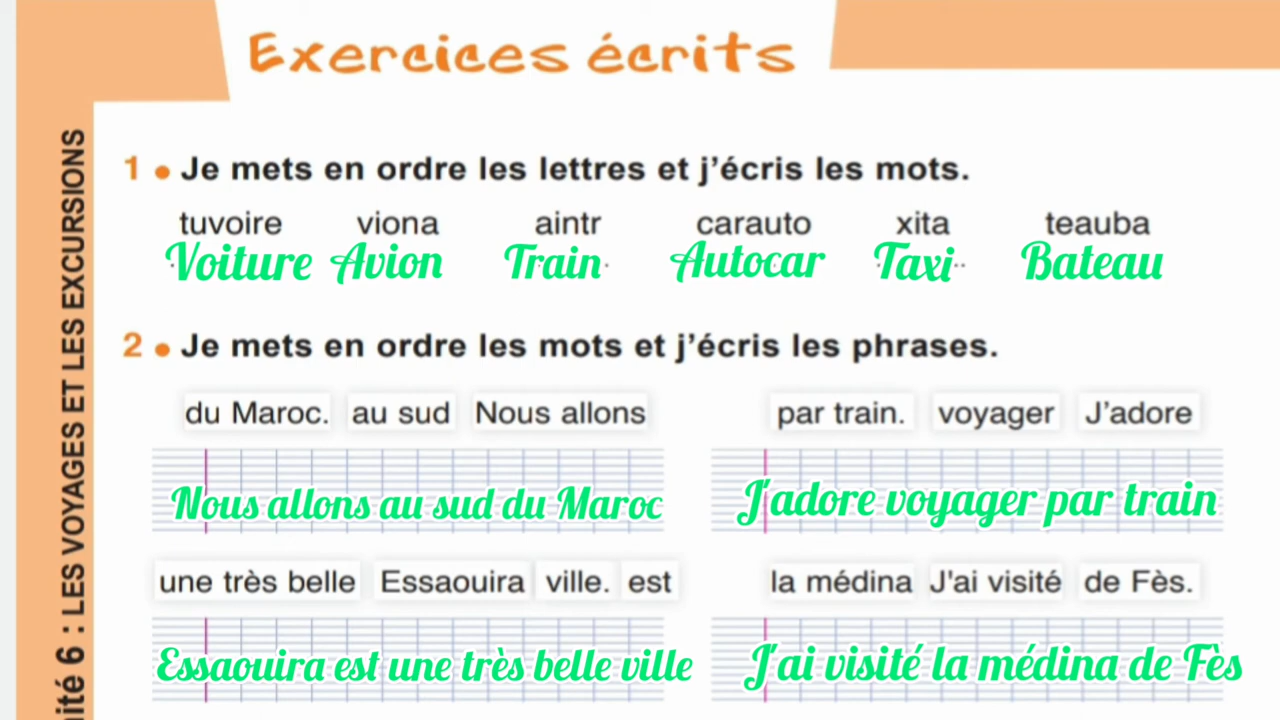 Exercices écrits
1 • Je mets en ordre les lettres et j'écris les mots.
tuvoire viona aintr carauto xita teauba
Voiture Avion Train Autocar Taxi Bateau
2 • Je mets en ordre les mots et j'écris les phrases.
du Maroc. au sud Nous allons par train. voyager J'adore
Nous allons au sud du Maroc J'adore voyager par train
une très belle Essaouira ville. est la médina J'ai visité de Fès.
Essaouira est une très belle ville J'ai visité la médina de Fès
ité 6 : LES VOYAGES ET LES EXCURSIONS